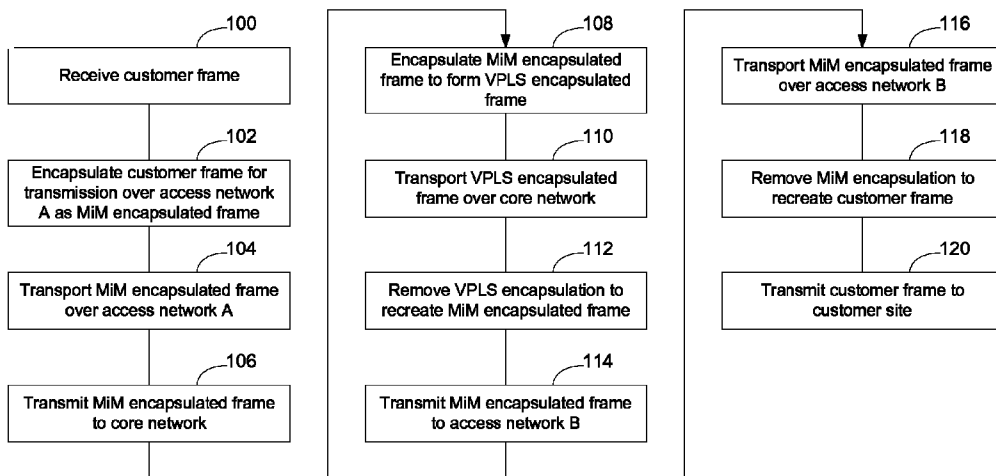 100
Receive customer frame
102
Encapsulate customer frame for
transmission over access network
A as MiM encapsulated frame
104
Transport MiM encapsulated frame
over access network A
106
Transmit MiM encapsulated frame
to core network
108
Encapsulate MiM encapsulated
frame to form VPLS encapsulated
frame
110
Transport VPLS encapsulated
frame over core network
112
Remove VPLS encapsulation to
recreate MiM encapsulated frame
114
Transmit MiM encapsulated frame
to access network B
116
Transport MiM encapsulated frame
over access network B
118
Remove MiM encapsulation to
recreate customer frame
120
Transmit customer frame to
customer site